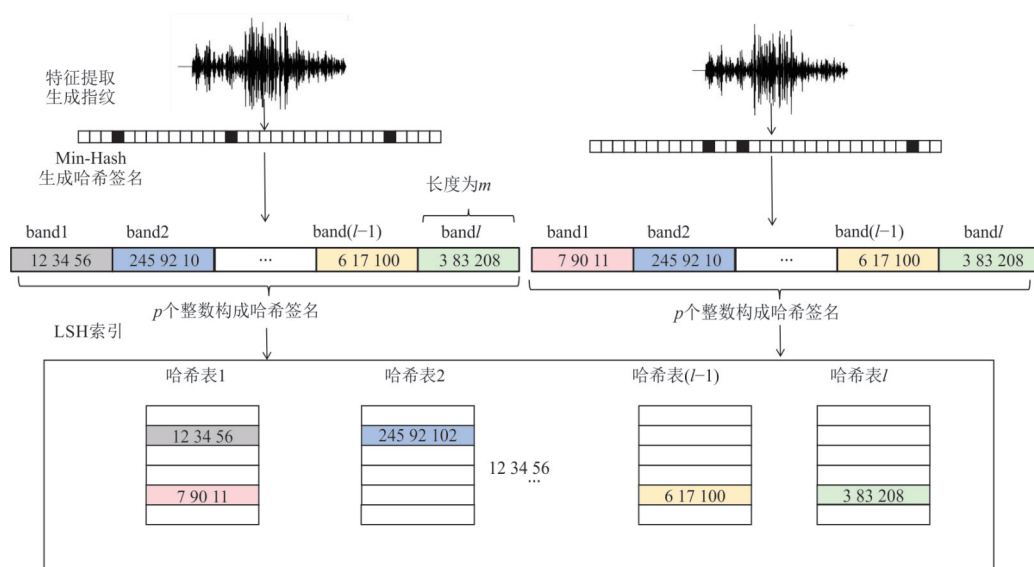 特征提取
生成指纹
Min-Hash
生成哈希签名
长度为m
band1 band2 band(l−1) bandl
12 34 56 245 92 10 ... 6 17 100 3 83 208
band1 band2 band(l−1) bandl
7 90 11 245 92 10 ... 6 17 100 3 83 208
p个整数构成哈希签名
p个整数构成哈希签名
LSH索引
哈希表1 哈希表2 哈希表(l−1) 哈希表l
12 34 56 245 92 102
12 34 56
...
7 90 11 6 17 100 3 83 208